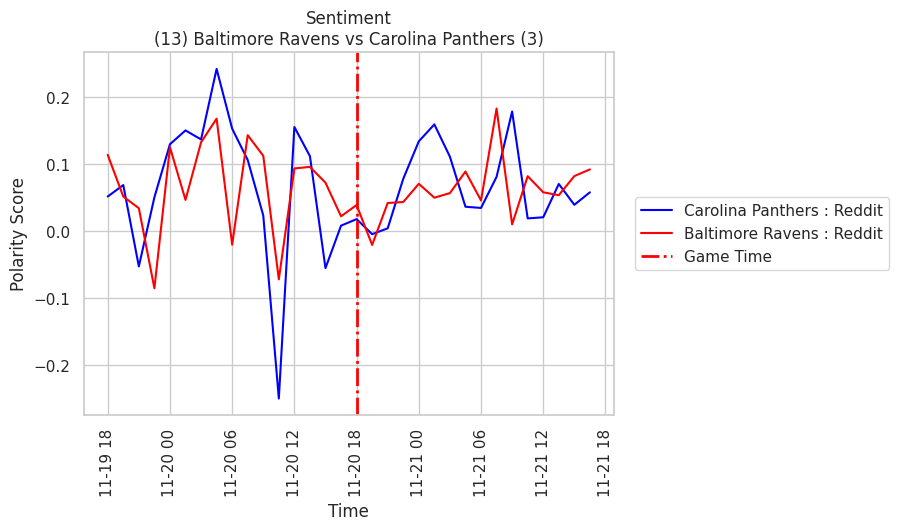 Sentiment
(13) Baltimore Ravens vs Carolina Panthers (3)
Polarity Score
0.2
0.1
0.0
−0.1
−0.2
11-19 18
11-20 00
11-20 06
11-20 12
11-20 18
11-21 00
11-21 06
11-21 12
11-21 18
Time
Carolina Panthers : Reddit
Baltimore Ravens : Reddit
Game Time